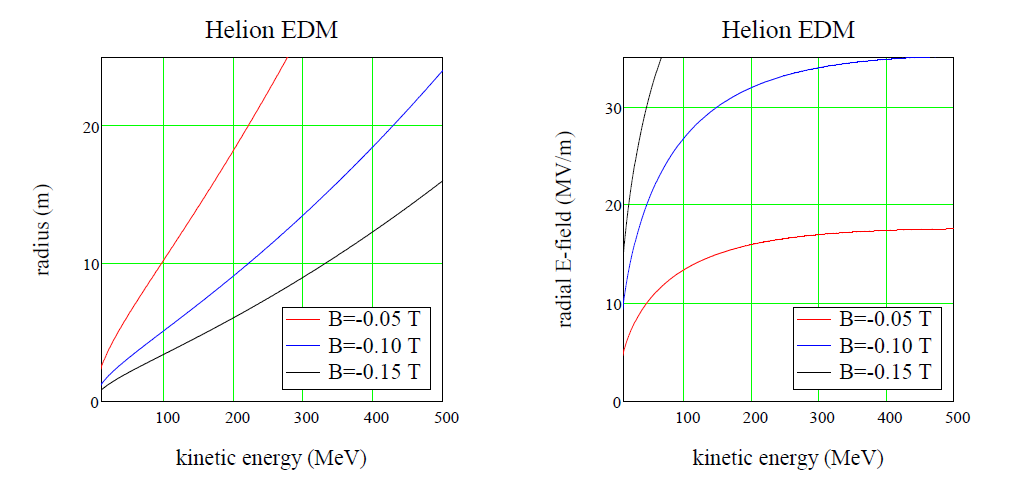 Helion EDM
radius (m)
20
10
0
100 200 300 400 500
kinetic energy (MeV)
B=-0.05 T
B=-0.10 T
B=-0.15 T
Helion EDM
radial E-field (MV/m)
30
20
10
0
100 200 300 400 500
kinetic energy (MeV)
B=-0.05 T
B=-0.10 T
B=-0.15 T